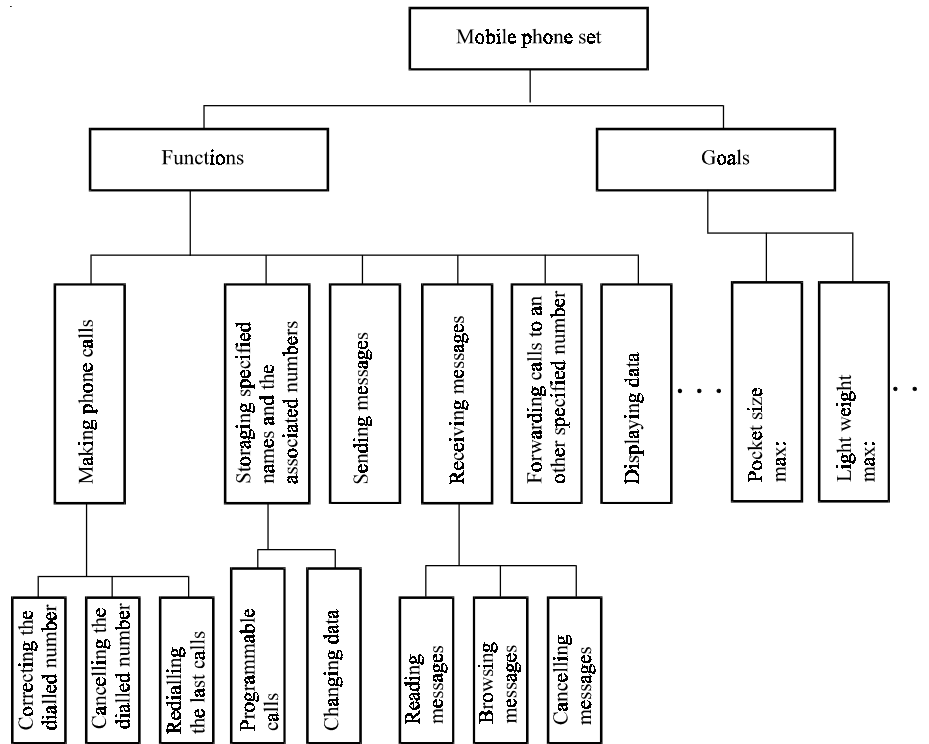 Mobile phone set
Functions
Goals
Making phone calls
Storaging specified
names and the
associated numbers
Sending messages
Receiving messages
Forwarding calls to an
other specified number
Displaying data
. . .
Pocket size
max:
Light weight
max:
. .
Correcting the
dialled number
Cancelling the
dialled number
Redialling
the last calls
Programmable
calls
Changing data
Reading
messages
Browsing
messages
Cancelling
messages